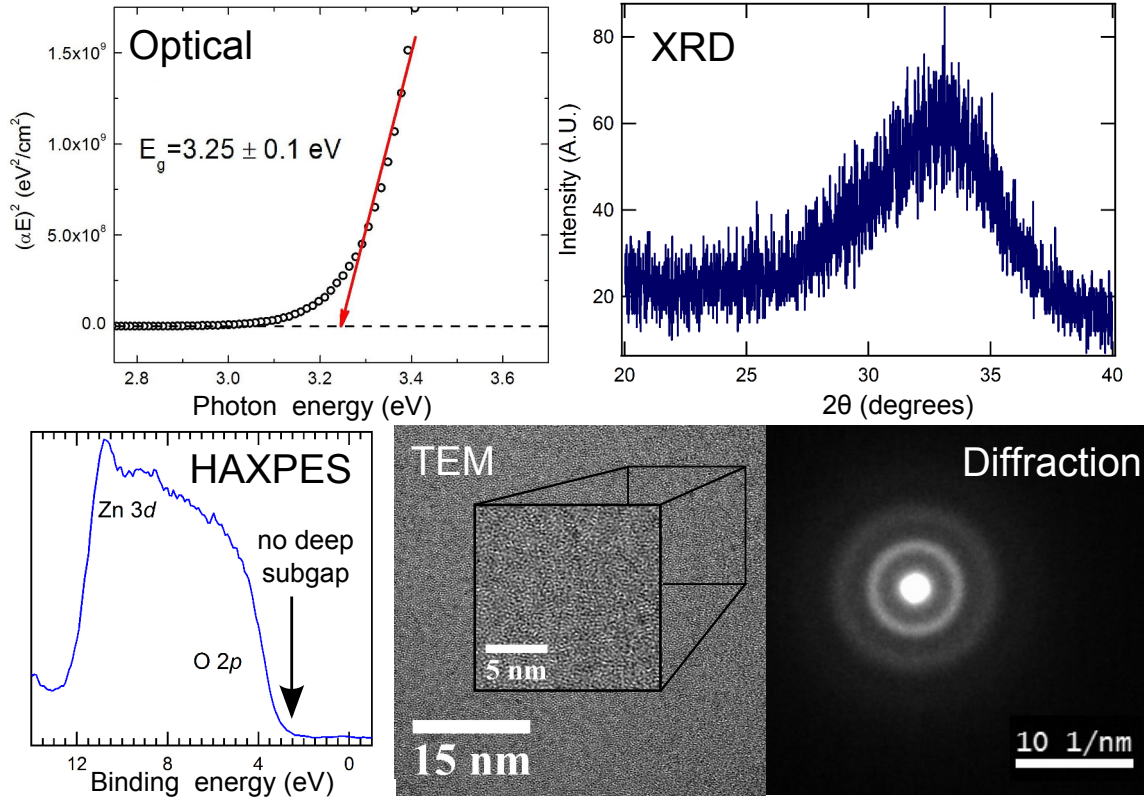 Optical
1.5x10⁹
1.0x10⁹
5.0x10⁸
0.0
(αE)² (eV²/cm²)
E_g=3.25 ± 0.1 eV
2.8 3.0 3.2 3.4 3.6
Photon energy (eV)
XRD
80
60
40
20
Intensity (A.U.)
20 25 30 35 40
2θ (degrees)
HAXPES
Zn 3d
no deep
subgap
O 2p
12 8 4 0
Binding energy (eV)
TEM
5 nm
15 nm
Diffraction
10 1/nm